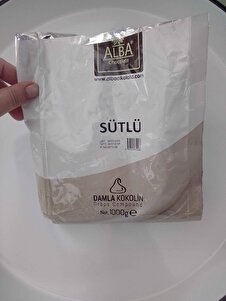 ALBA
Chocolate
www.albacikolata.com
SÜTLÜ
DAMLA KOKOLİN
Drops Compound
Net: 1000g e